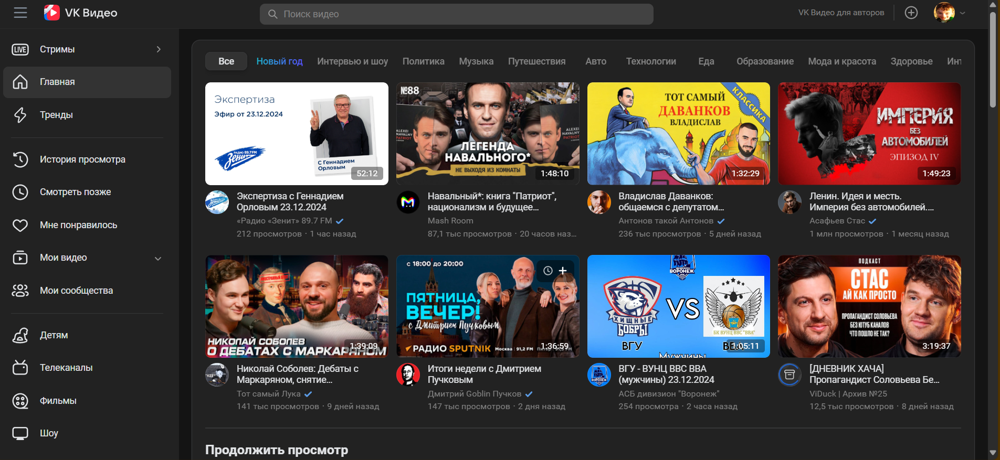 VK Видео
Поиск видео
VK Видео для авторов
LIVE
Стримы
Главная
Тренды
История просмотра
Смотреть позже
Мне понравилось
Мои видео
Мои сообщества
Детям
Телеканалы
Фильмы
Шоу
Все
Новый год
Интервью и шоу
Политика
Музыка
Путешествия
Авто
Технологии
Еда
Образование
Мода и красота
Здоровье
Инт
Экспертиза
Эфир от 23.12.2024
РАДИО 89.7 FM
Зенит
С Геннадием
Орловым
52:12
Экспертиза с Геннадием
Орловым 23.12.2024
«Радио «Зенит» 89.7 FM
212 просмотров · 1 час назад
№88
ALEXEI
NAVALNY
PATRIOT
ЛЕГЕНДА
НАВАЛЬНОГО*
НЕ ВЫХОДЯ ИЗ КОМНАТЫ
1:48:10
Навальный*: книга "Патриот",
национализм и будущее...
Mash Room
87,1 тыс просмотров · 20 часов наз...
ТОТ САМЫЙ
ДАВАНКОВ
ВЛАДИСЛАВ
КЛАССИКА
1:32:29
Владислав Даванков:
общаемся с депутатом...
Антонов такой Антонов
236 тыс просмотров · 5 дней назад
ИМПЕРИЯ
БЕЗ
АВТОМОБИЛЕЙ
ЭПИЗОД IV
1:49:23
Ленин. Идея и месть.
Империя без автомобилей....
Асафьев Стас
1 млн просмотров · 1 месяц назад
ИНОСТРАННЫЙ АГЕНТ
НИКОЛАЙ СОБОЛЕВ
О ДЕБАТАХ С МАРКАРЯНОМ
1:39:09
Николай Соболев: Дебаты с
Маркаряном, снятие...
Тот самый Лука
141 тыс просмотров · 9 дней назад
с 18:00 до 20:00
ПЯТНИЦА,
ВЕЧЕР!
с Дмитрием Пучковым
РАДИО SPUTNIK
Москва | 91,2 FM
1:36:59
Итоги недели с Дмитрием
Пучковым
Дмитрий Goblin Пучков
147 тыс просмотров · 2 дня назад
ДИВИЗИОН
ВОРОНЕЖ
ХИЩНЫЕ
БОБРЫ
VS
БК ВУНЦ ВВС "ВВА"
ВГУ
Мужчины
1:05:11
ВГУ - ВУНЦ ВВС ВВА
(мужчины) 23.12.2024
АСБ дивизион "Воронеж"
254 просмотра · 2 часа назад
ПОДКАСТ
СТАС
АЙ КАК ПРОСТО
ПРОПАГАНДИСТ СОЛОВЬЕВА
БЕЗ ЮТУБ КАНАЛОВ
ЧТО ПОШЛО НЕ ТАК?
3:19:37
[ДНЕВНИК ХАЧА]
Пропагандист Соловьева Бе...
ViDuck | Архив №25
12,5 тыс просмотров · 8 дней назад
Продолжить просмотр